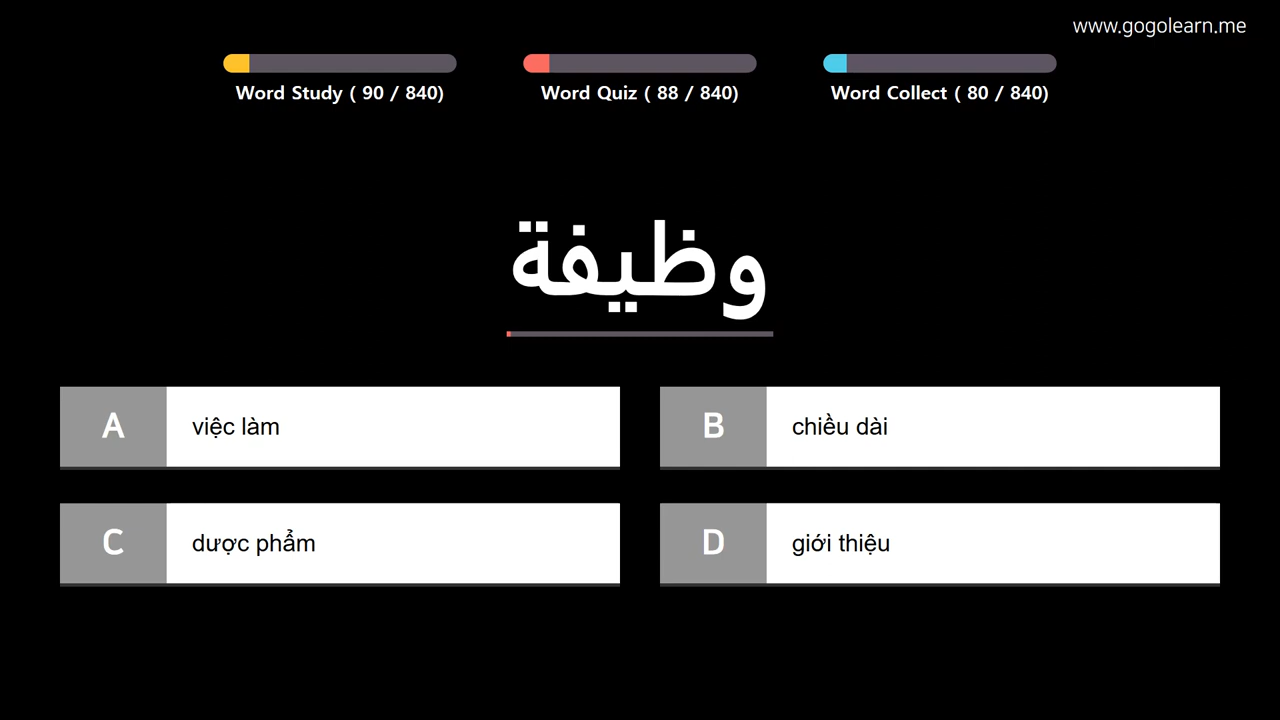 www.gogolearn.me
Word Study ( 90 / 840)
Word Quiz ( 88 / 840)
Word Collect ( 80 / 840)
وظيفة
A
việc làm
B
chiều dài
C
dược phẩm
D
giới thiệu